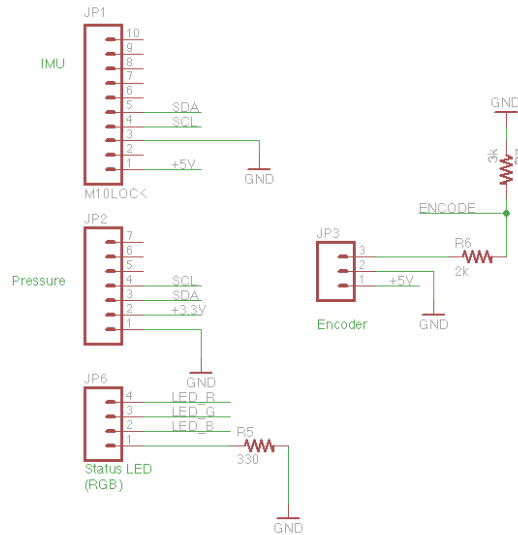 JP1
IMU
10
9
8
7
6
5
SDA
4
SCL
3
2
1
+5V
GND
M10LOCK
JP2
Pressure
7
6
5
4
SCL
3
SDA
2
+3.3V
1
GND
JP6
4
LED_R
3
LED_G
2
LED_B
1
R5
330
Status LED
(RGB)
GND
GND
3k
ENCODE
JP3
3
R6
2k
2
1
+5V
GND
Encoder